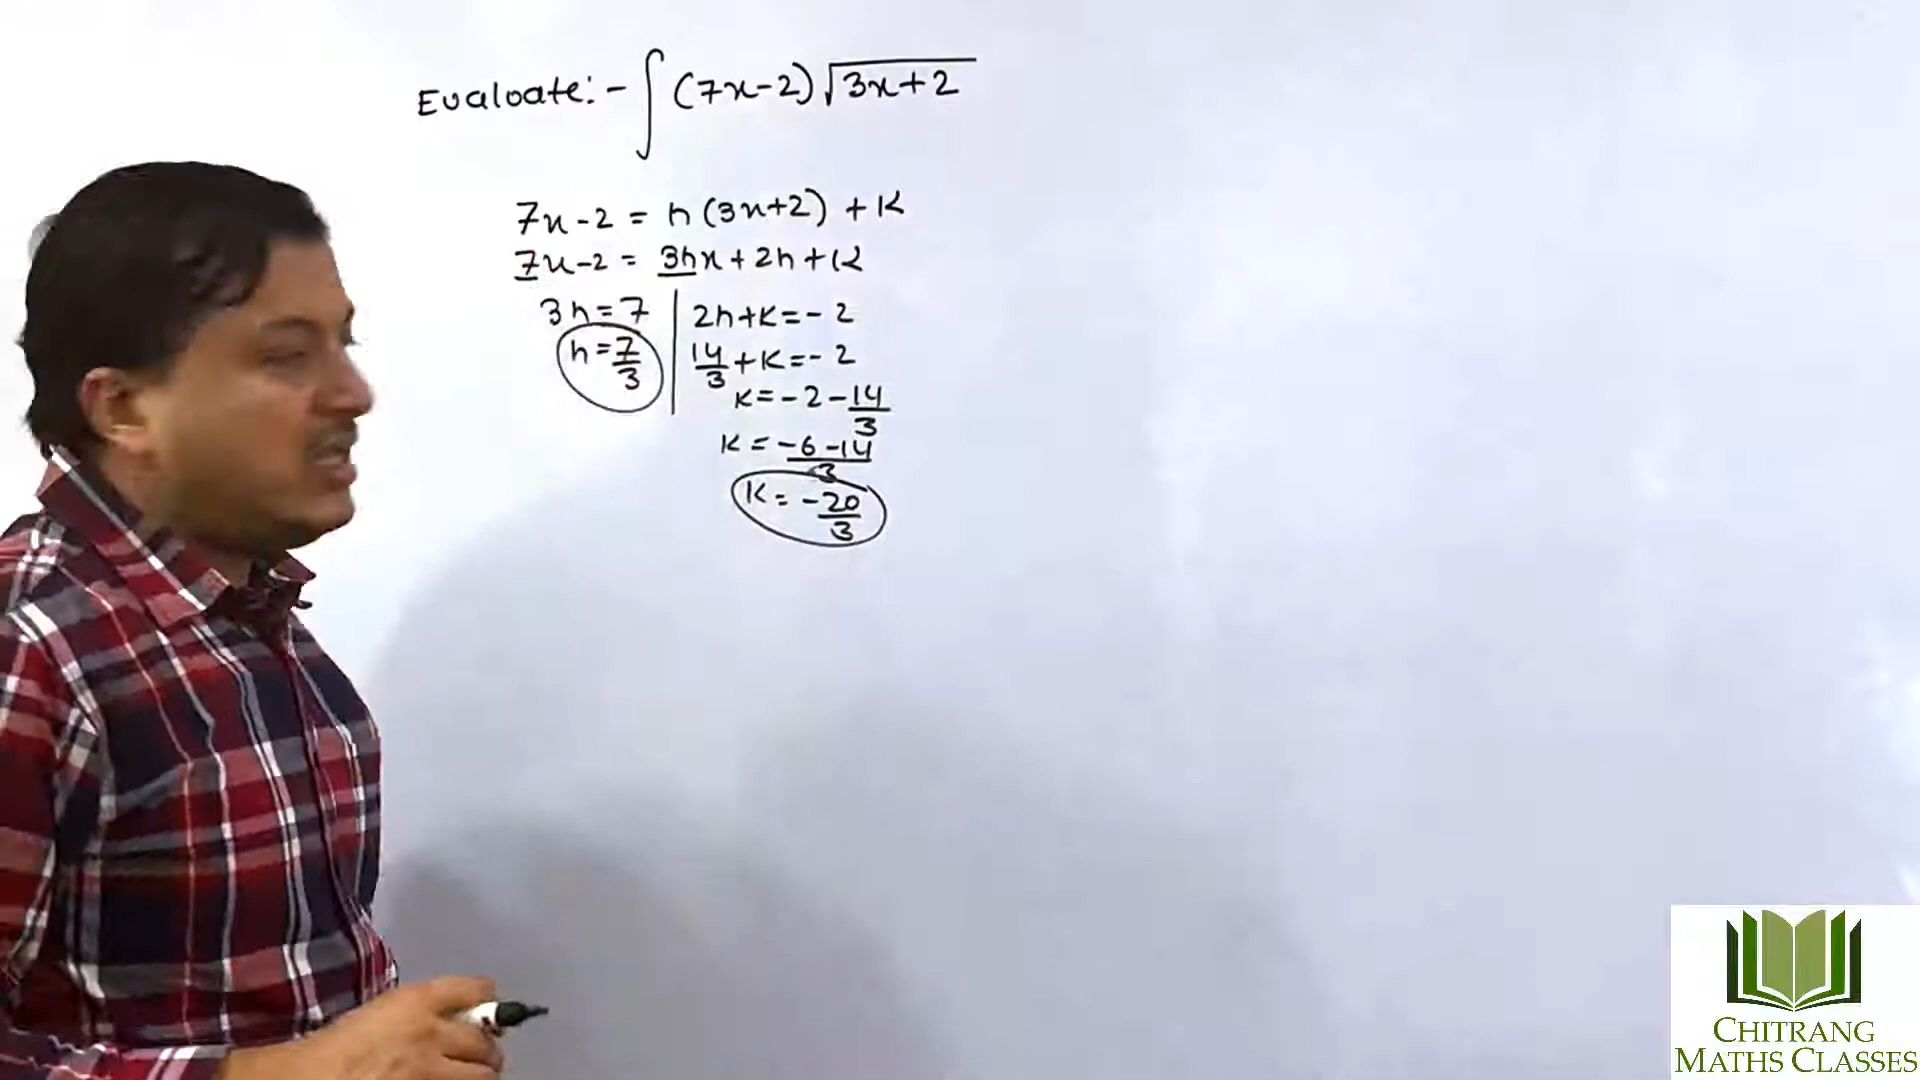 Evaluate:- ∫ (7x-2) √3x+2
7x-2 = h (3x+2) + K
7x-2 = 3hx + 2h + K
3h = 7
h = 7/3
2h + K = -2
14/3 + K = -2
K = -2 - 14/3
K = -6-14/3
K = -20/3
CHITRANG
MATHS CLASSES